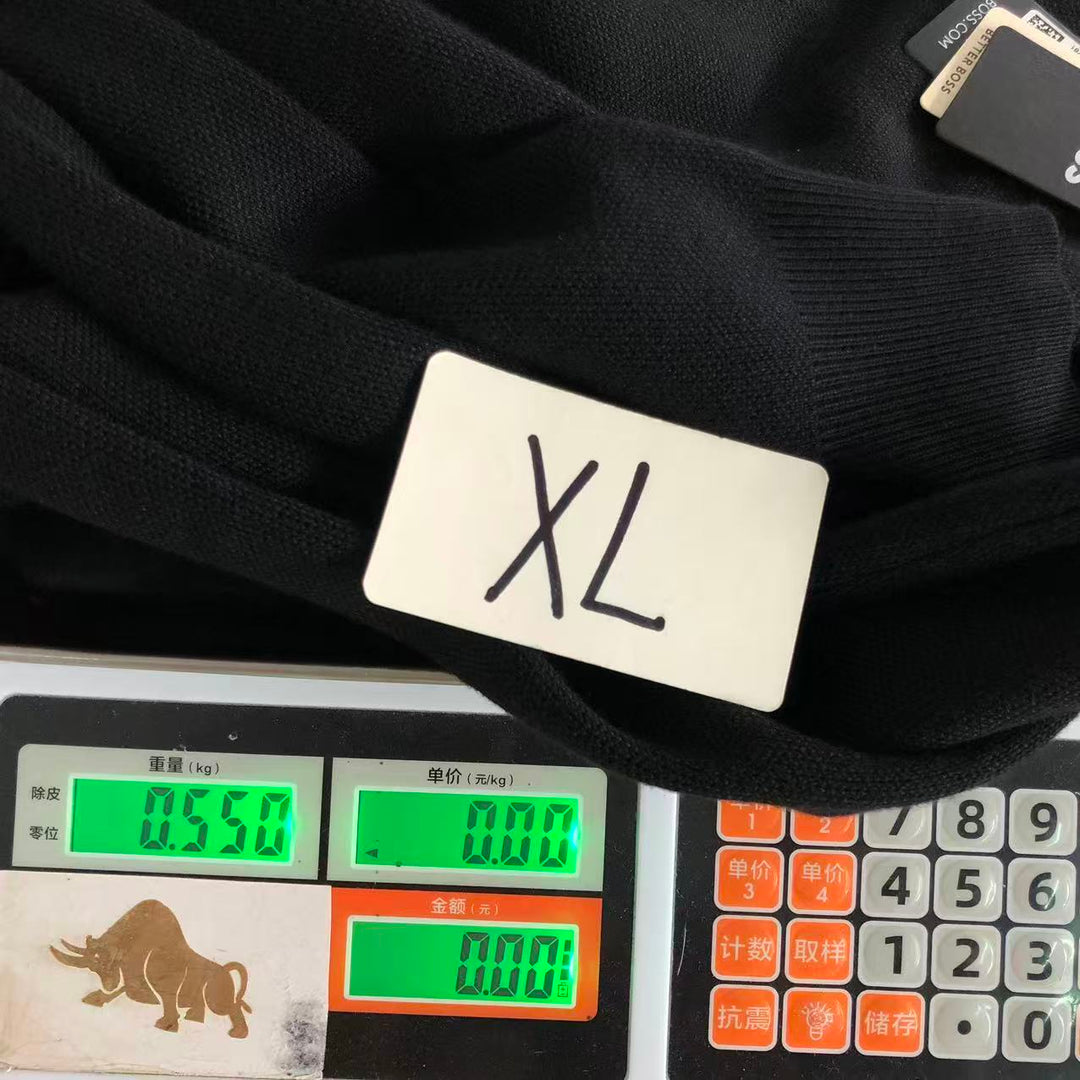 BOSS.COM
BETTER BOSS
XL
重量(kg)
除皮
零位
0.550
单价(元/kg)
0.00
金额(元)
0.00
单价1 单价2 7 8 9
单价3 单价4 4 5 6
计数 取样 1 2 3
抗震 储存 • 0